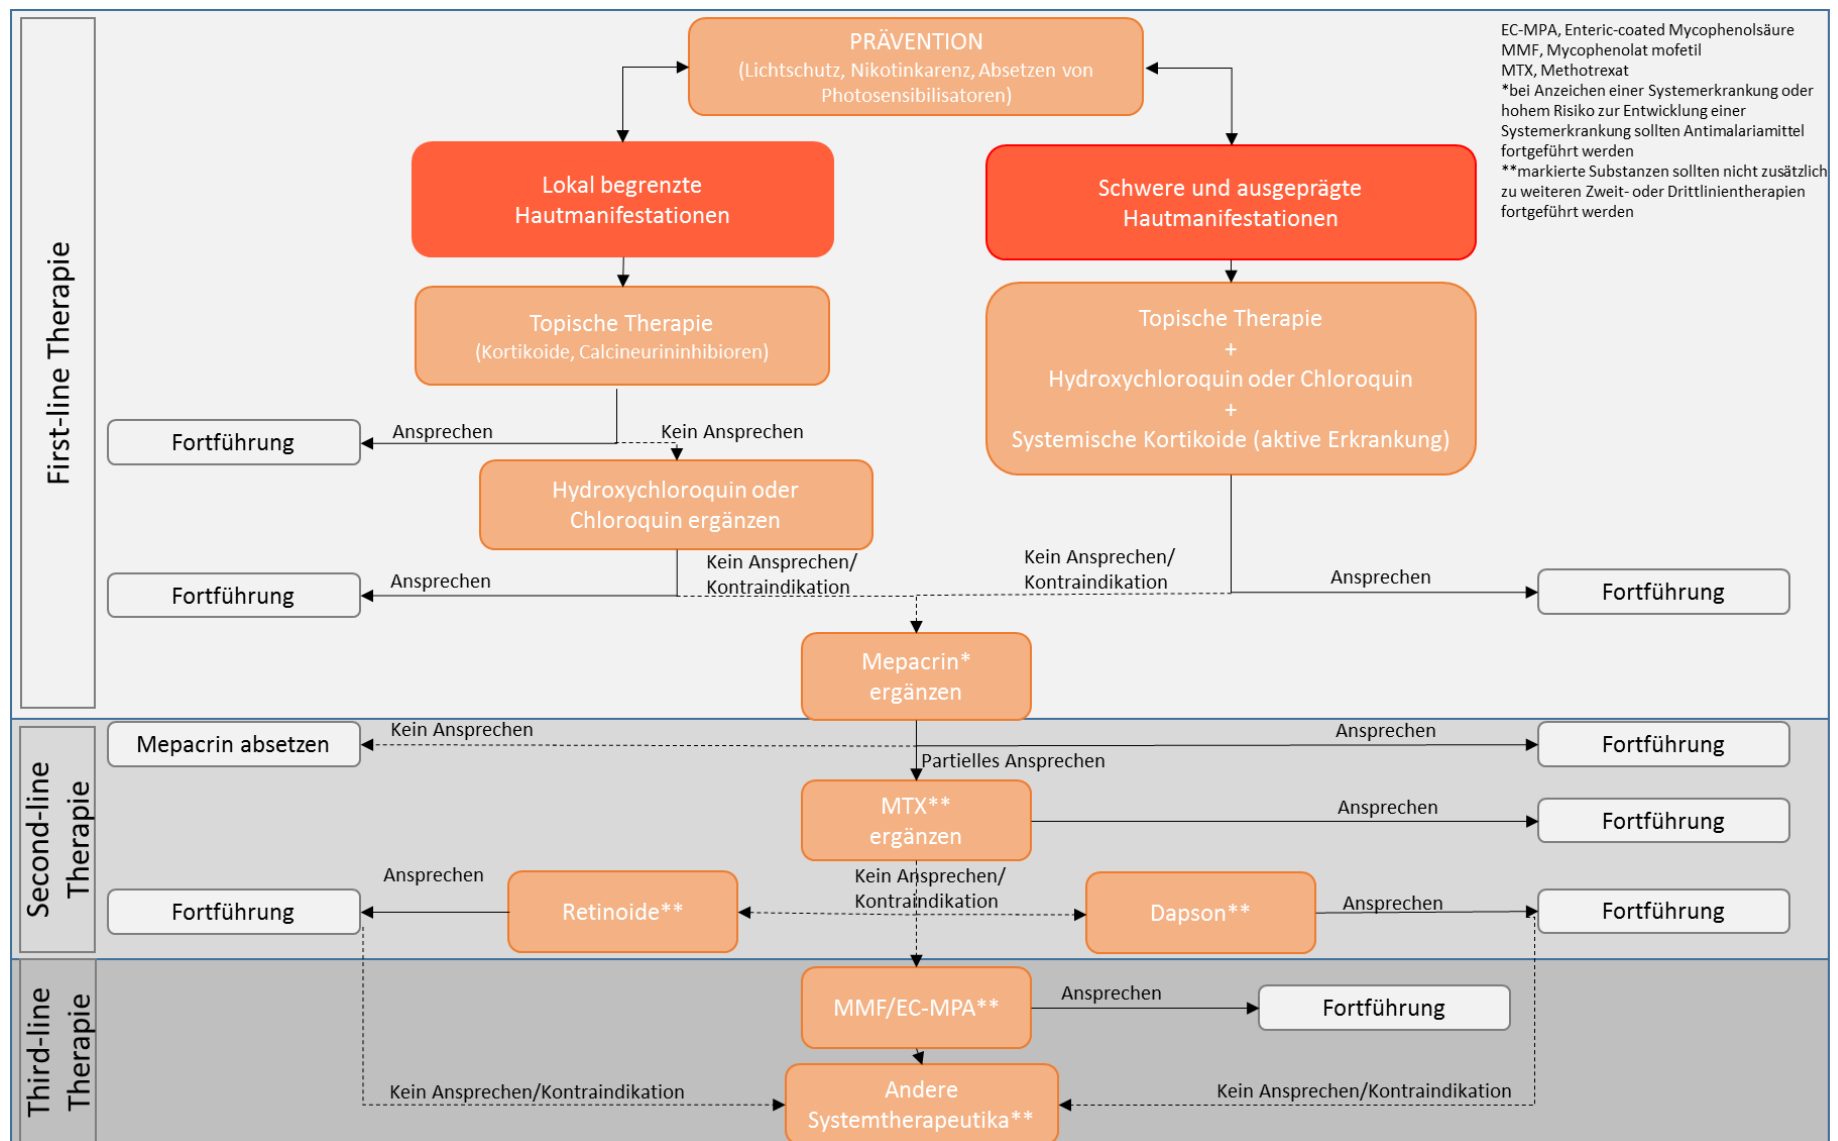 PRÄVENTION
(Lichtschutz, Nikotinkarenz, Absetzen von
Photosensibilisatoren)
EC-MPA, Enteric-coated Mycophenolsäure
MMF, Mycophenolat mofetil
MTX, Methotrexat
*bei Anzeichen einer Systemerkrankung oder
hohem Risiko zur Entwicklung einer
Systemerkrankung sollten Antimalariamittel
fortgeführt werden
**markierte Substanzen sollten nicht zusätzlich
zu weiteren Zweit- oder Drittlinientherapien
fortgeführt werden
First-line Therapie
Lokal begrenzte
Hautmanifestationen
Schwere und ausgeprägte
Hautmanifestationen
Topische Therapie
(Kortikoide, Calcineurininhibioren)
Topische Therapie
+
Hydroxychloroquin oder Chloroquin
+
Systemische Kortikoide (aktive Erkrankung)
Fortführung
Ansprechen
Kein Ansprechen
Hydroxychloroquin oder
Chloroquin ergänzen
Fortführung
Ansprechen
Kein Ansprechen/
Kontraindikation
Kein Ansprechen/
Kontraindikation
Ansprechen
Fortführung
Mepacrin*
ergänzen
Second-line
Therapie
Mepacrin absetzen
Kein Ansprechen
Partielles Ansprechen
Ansprechen
Fortführung
MTX**
ergänzen
Ansprechen
Fortführung
Kein Ansprechen/
Kontraindikation
Fortführung
Ansprechen
Retinoide**
Dapson**
Ansprechen
Fortführung
Third-line
Therapie
MMF/EC-MPA**
Ansprechen
Fortführung
Kein Ansprechen/Kontraindikation
Andere
Systemtherapeutika**
Kein Ansprechen/Kontraindikation